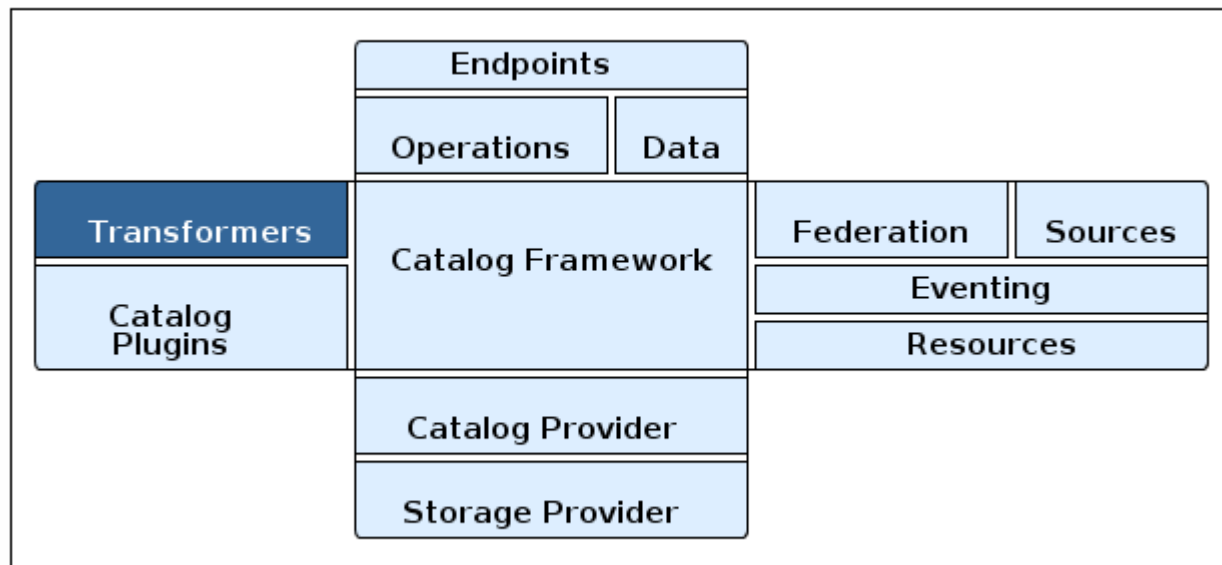 Endpoints
Operations
Data
Transformers
Catalog Framework
Federation
Sources
Catalog
Plugins
Eventing
Resources
Catalog Provider
Storage Provider